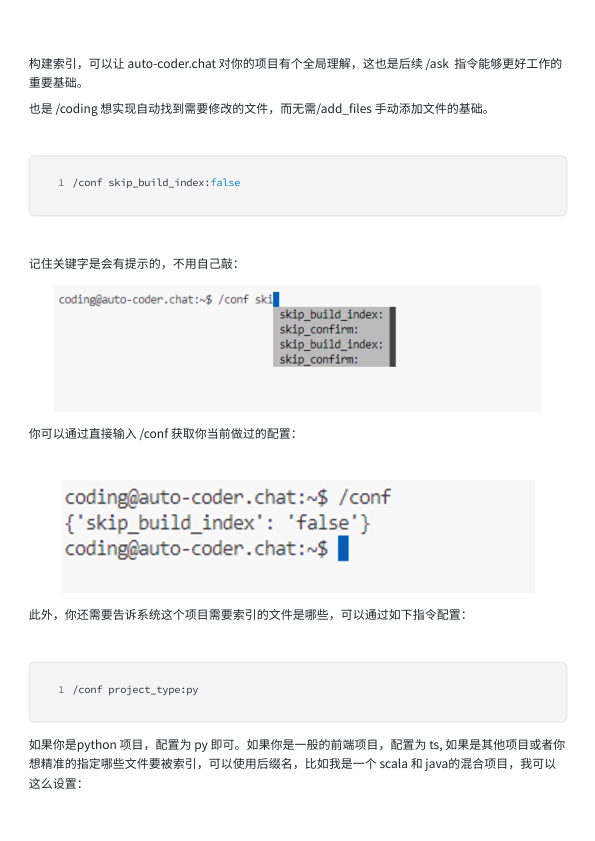 构建索引，可以让 auto-coder.chat 对你的项目有个全局理解，这也是后续 /ask 指令能够更好工作的
重要基础。
也是 /coding 想实现自动找到需要修改的文件，而无需/add_files 手动添加文件的基础。
1 /conf skip_build_index:false
记住关键字是会有提示的，不用自己敲：
coding@auto-coder.chat:~$ /conf ski
skip_build_index:
skip_confirm:
skip_build_index:
skip_confirm:
你可以通过直接输入 /conf 获取你当前做过的配置：
coding@auto-coder.chat:~$ /conf
{'skip_build_index': 'false'}
coding@auto-coder.chat:~$
此外，你还需要告诉系统这个项目需要索引的文件是哪些，可以通过如下指令配置：
1 /conf project_type:py
如果你是python 项目，配置为 py 即可。如果你是一般的前端项目，配置为 ts, 如果是其他项目或者你
想精准的指定哪些文件要被索引，可以使用后缀名，比如我是一个 scala 和 java的混合项目，我可以
这么设置：